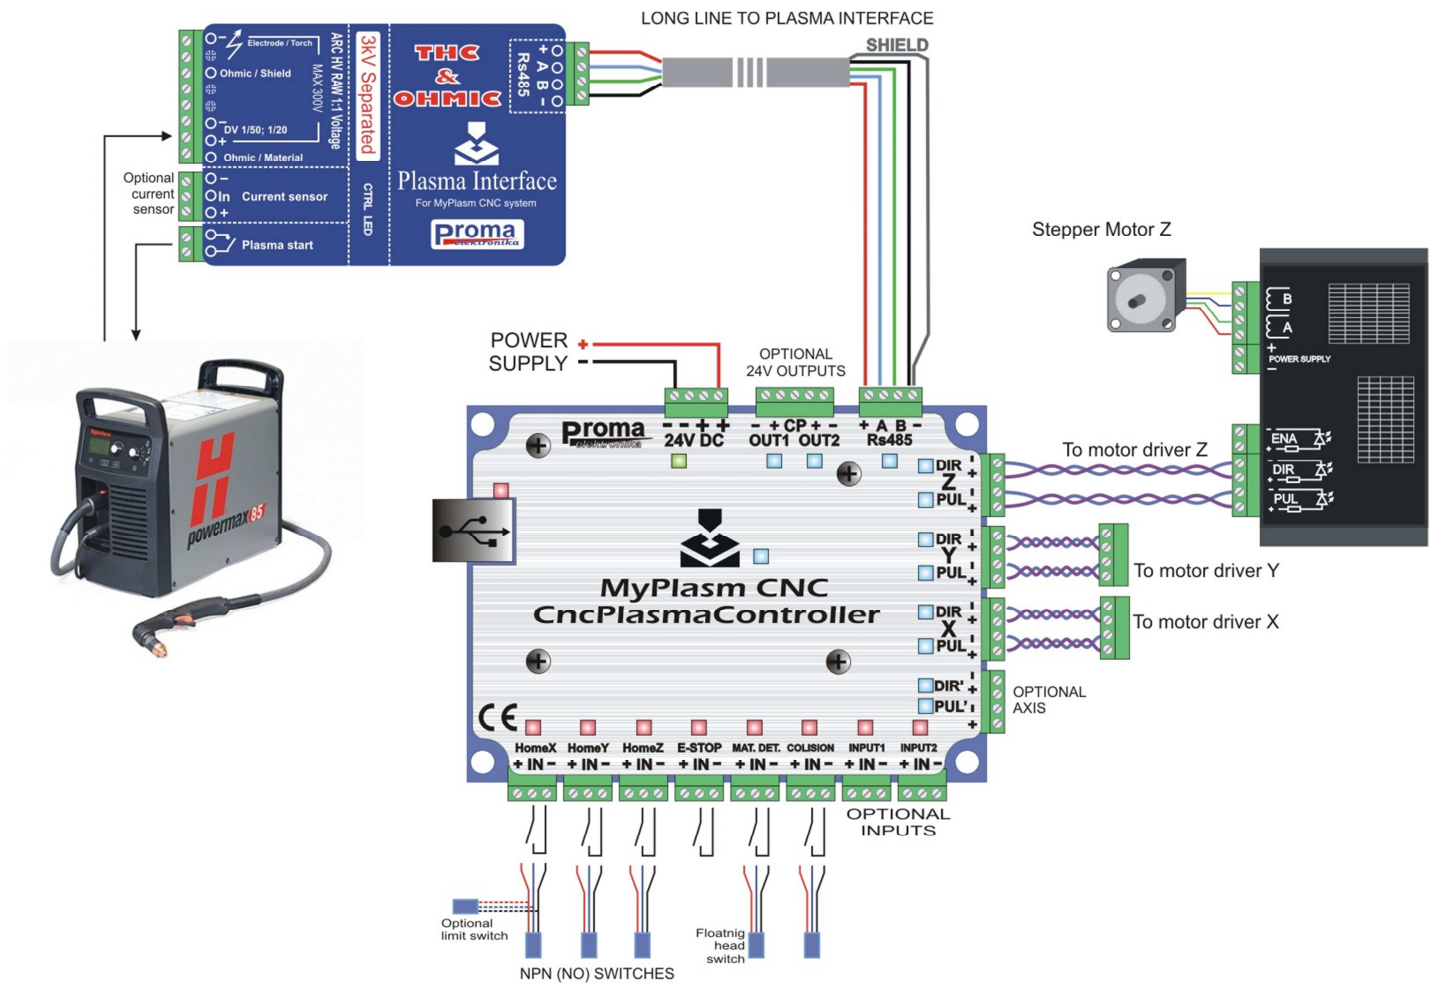 LONG LINE TO PLASMA INTERFACE
SHIELD
Electrode / Torch
Ohmic / Shield
DV 1/50; 1/20
Ohmic / Material
MAX 300V
ARC HV RAW 1:1 Voltage
3kV Separated
THC
&
OHMIC
+ A B -
Rs485
Optional
current
sensor
-
In
+
Current sensor
Plasma start
CTRL LED
Plasma Interface
For MyPlasm CNC system
Proma
elektronika
Stepper Motor Z
B
A
+
POWER SUPPLY
-
ENA
DIR
PUL
To motor driver Z
To motor driver Y
To motor driver X
POWER +
SUPPLY -
OPTIONAL
24V OUTPUTS
Proma
elektronika
- - + +
24V DC
- + CP + -
OUT1 OUT2
+ A B -
Rs485
DIR
Z
PUL
DIR
Y
PUL
DIR
X
PUL
DIR'
PUL'
OPTIONAL
AXIS
MyPlasm CNC
CncPlasmaController
Hypertherm
powermax 85
CE
HomeX HomeY HomeZ E-STOP MAT. DET. COLISION INPUT1 INPUT2
+ IN - + IN - + IN - + IN - + IN - + IN - + IN - + IN -
OPTIONAL
INPUTS
Optional
limit switch
Floatnig
head
switch
NPN (NO) SWITCHES